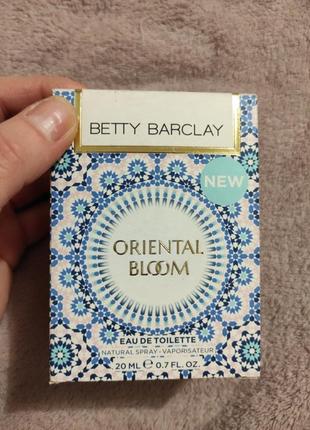 BETTY BARCLAY
NEW
ORIENTAL
BLOOM
EAU DE TOILETTE
NATURAL SPRAY - VAPORISATEUR
20 ML ℮ 0.7 FL. OZ.